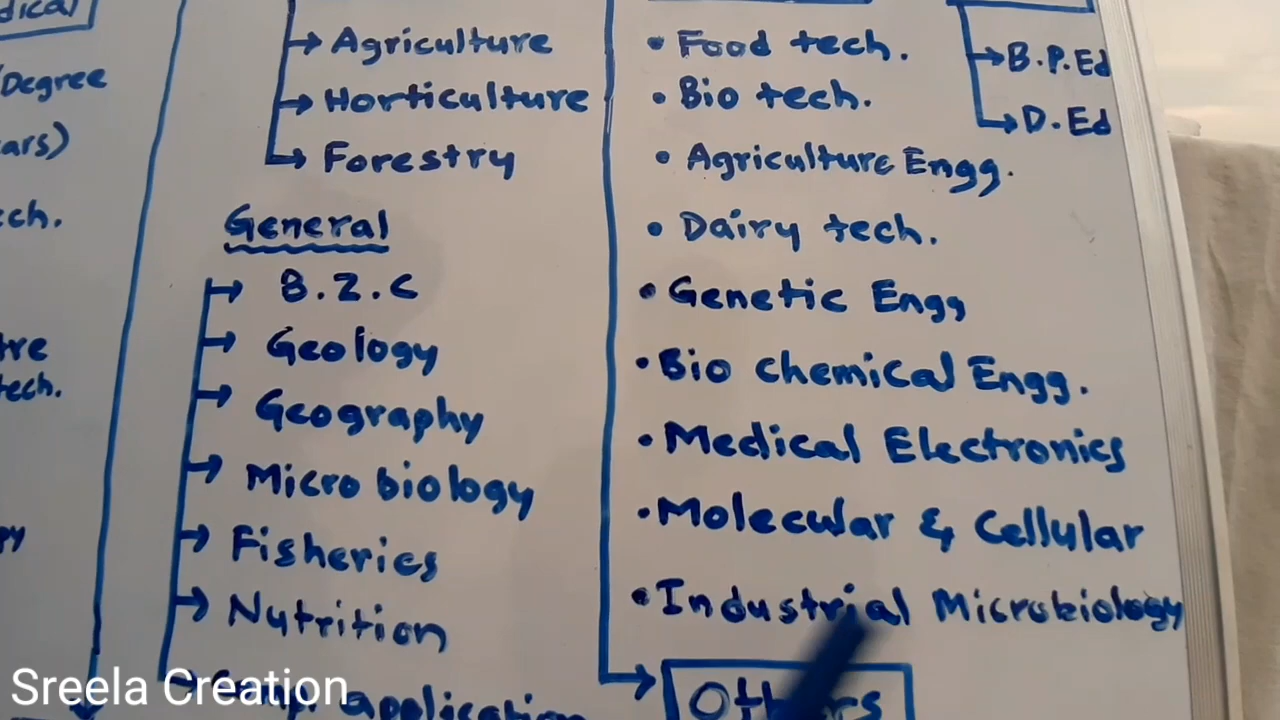 dical
Degree
ars)
ch.
tre
tech.
Agriculture
Horticulture
Forestry
General
B.Z.C
Geology
Geography
Micro biology
Fisheries
Nutrition
application
• Food tech.
• Bio tech.
• Agriculture Engg.
• Dairy tech.
• Genetic Engg
• Bio chemical Engg.
• Medical Electronics
• Molecular & Cellular
• Industrial Microbiology
B.P.Ed
D.Ed
Sreela Creation